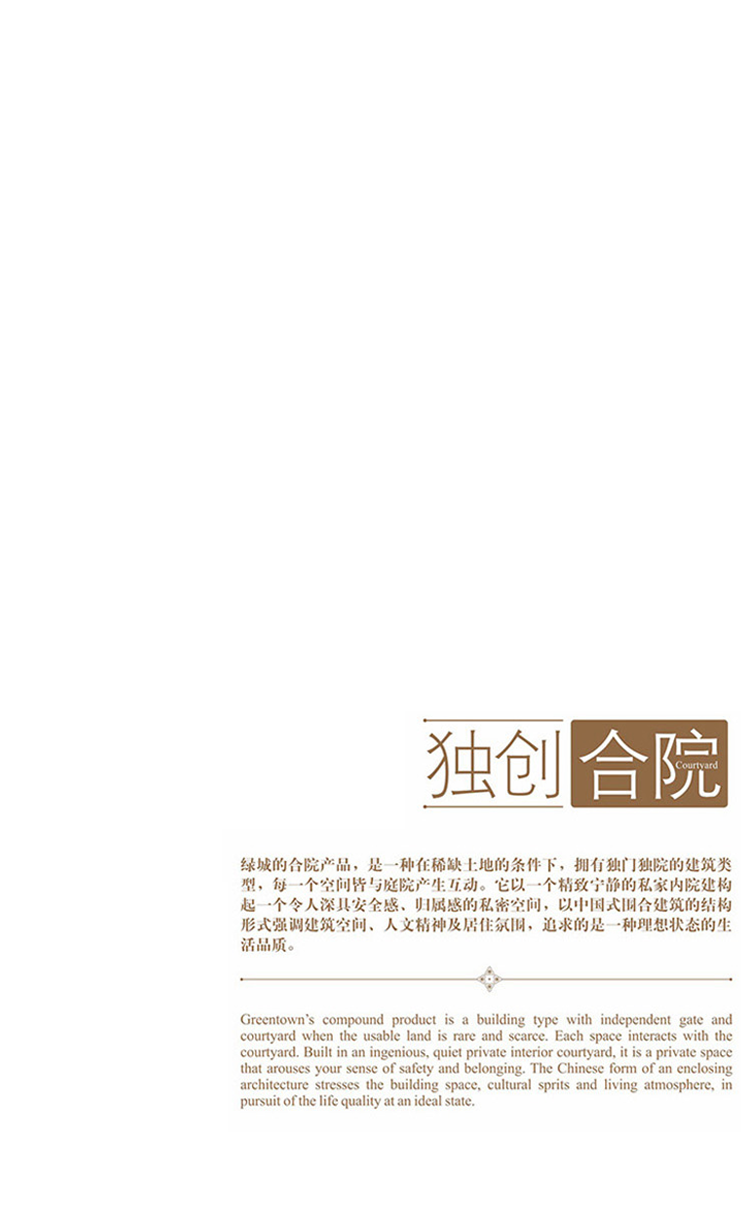 独创合院
Courtyard
绿城的合院产品，是一种在稀缺土地的条件下，拥有独门独院的建筑类
型，每一个空间皆与庭院产生互动。它以一个精致宁静的私家内院建构
起一个令人深具安全感、归属感的私密空间，以中国式围合建筑的结构
形式强调建筑空间、人文精神及居住氛围，追求的是一种理想状态的生
活品质。
Greentown's compound product is a building type with independent gate and
courtyard when the usable land is rare and scarce. Each space interacts with the
courtyard. Built in an ingenious, quiet private interior courtyard, it is a private space
that arouses your sense of safety and belonging. The Chinese form of an enclosing
architecture stresses the building space, cultural sprits and living atmosphere, in
pursuit of the life quality at an ideal state.